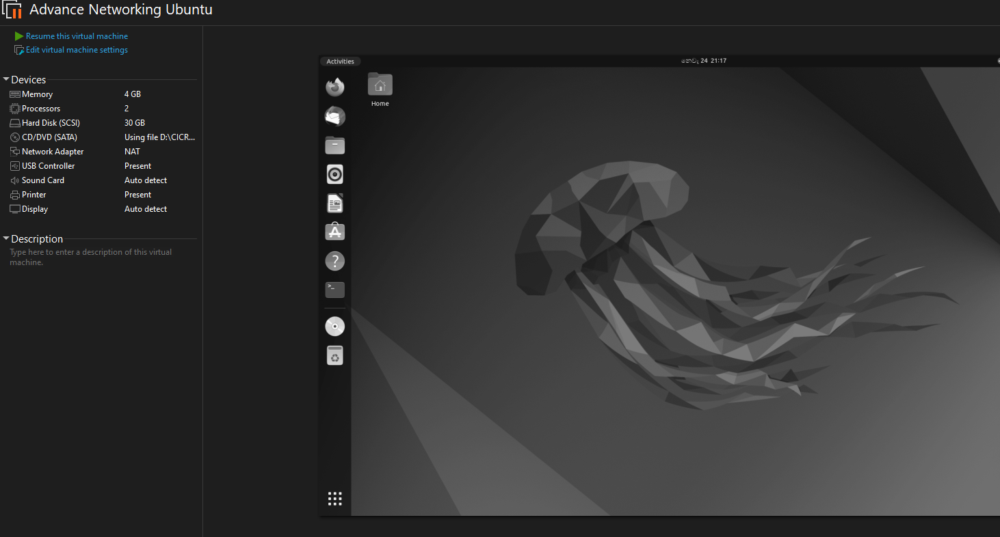 Advance Networking Ubuntu
Resume this virtual machine
Edit virtual machine settings
Devices
Memory 4 GB
Processors 2
Hard Disk (SCSI) 30 GB
CD/DVD (SATA) Using file D:\CICR...
Network Adapter NAT
USB Controller Present
Sound Card Auto detect
Printer Present
Display Auto detect
Description
Type here to enter a description of this virtual
machine.
Activities
නොවැ 24 21:17
Home